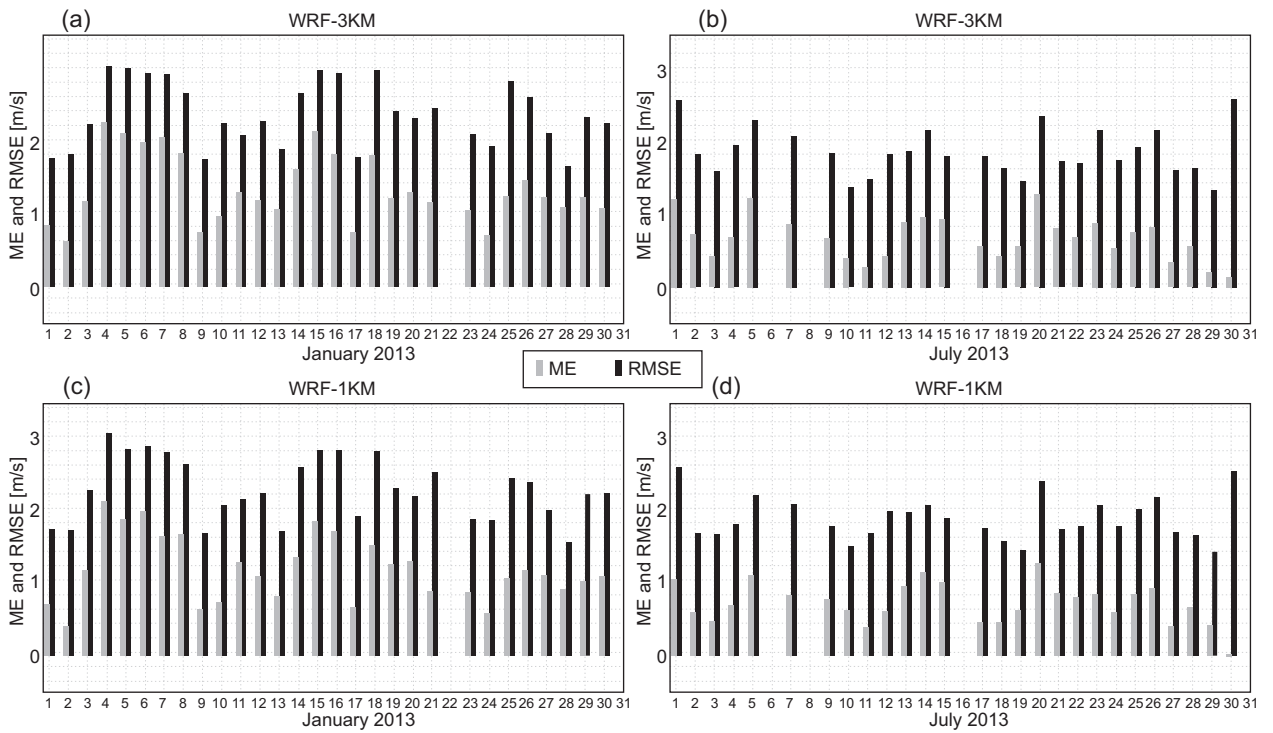 (a) WRF-3KM
ME and RMSE [m/s]
2
1
0
1 2 3 4 5 6 7 8 9 10 11 12 13 14 15 16 17 18 19 20 21 22 23 24 25 26 27 28 29 30 31
January 2013
(b) WRF-3KM
ME and RMSE [m/s]
3
2
1
0
1 2 3 4 5 6 7 8 9 10 11 12 13 14 15 16 17 18 19 20 21 22 23 24 25 26 27 28 29 30 31
July 2013
ME RMSE
(c) WRF-1KM
ME and RMSE [m/s]
3
2
1
0
1 2 3 4 5 6 7 8 9 10 11 12 13 14 15 16 17 18 19 20 21 22 23 24 25 26 27 28 29 30 31
January 2013
(d) WRF-1KM
ME and RMSE [m/s]
3
2
1
0
1 2 3 4 5 6 7 8 9 10 11 12 13 14 15 16 17 18 19 20 21 22 23 24 25 26 27 28 29 30 31
July 2013